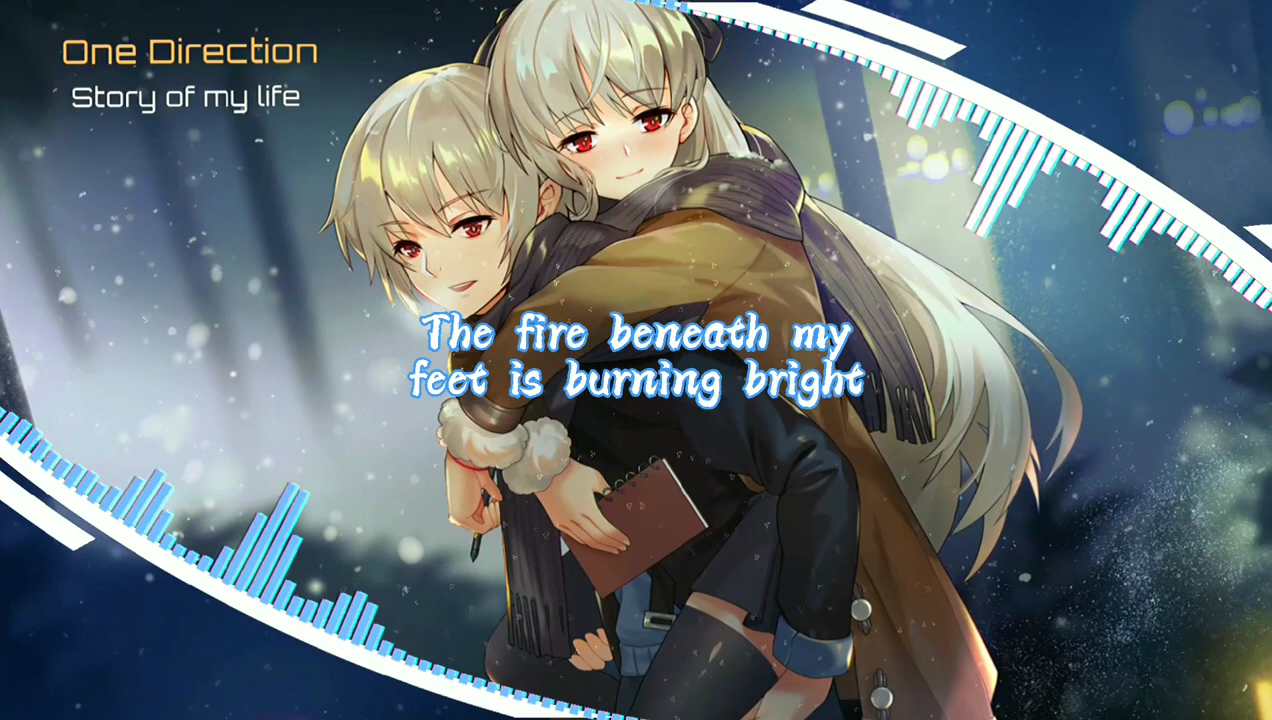 One Direction
Story of my life
The fire beneath my
feet is burning bright